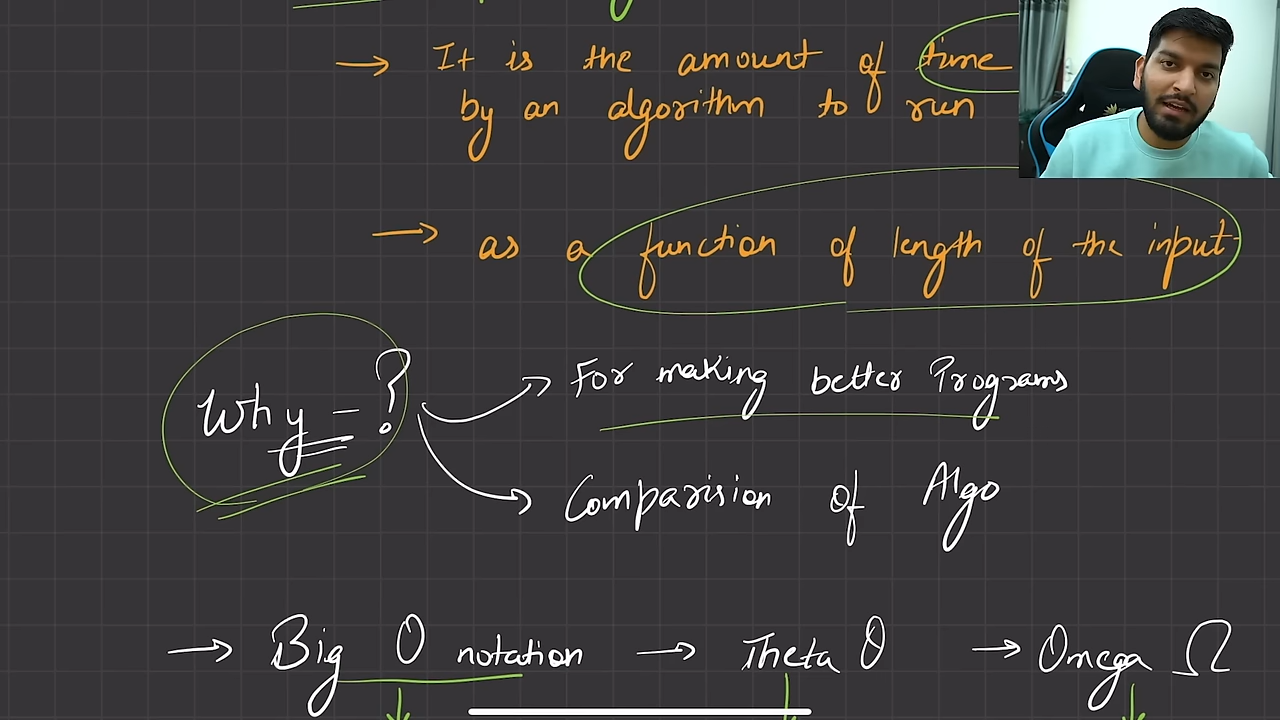 → It is the amount of time
by an algorithm to run
→ as a function of length of the input
Why - ?
→ For making better Programs
→ Comparision of Algo
→ Big O notation → Theta θ → Omega Ω